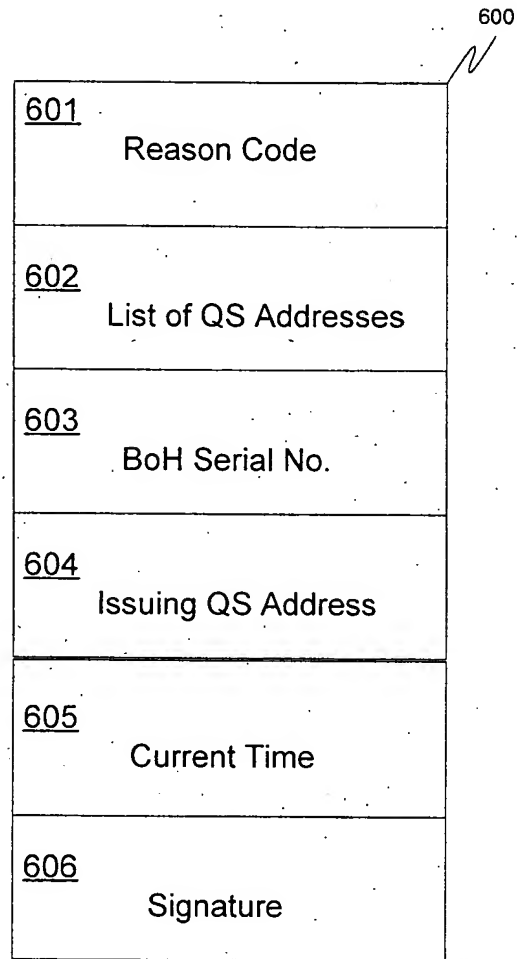 600
601
Reason Code
602
List of QS Addresses
603
BoH Serial No.
604
Issuing QS Address
605
Current Time
606
Signature